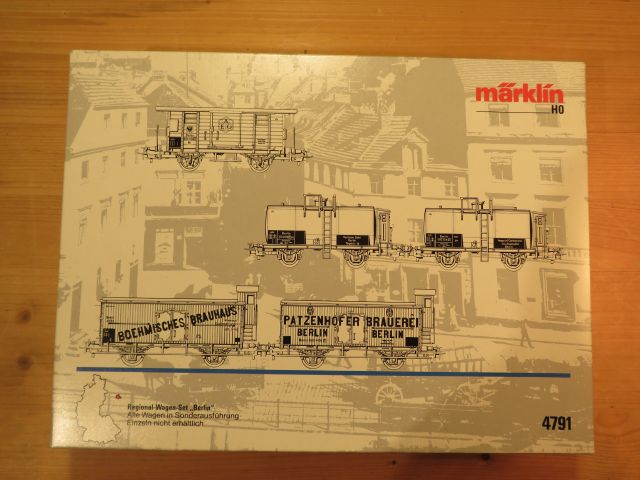 märklin
HO
BOEHMISCHES BRAUHAUS
PATZENHOFER BRAUEREI
BERLIN BERLIN
Regional-Wagen-Set „Berlin"
Alle Wagen in Sonderausführung
Einzeln nicht erhältlich
4791